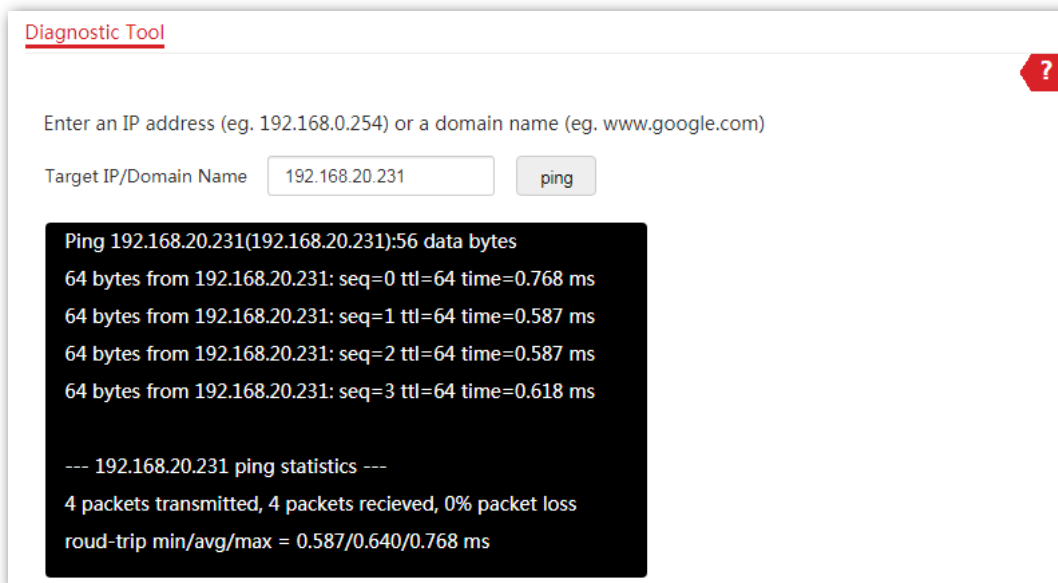 Diagnostic Tool
?
Enter an IP address (eg. 192.168.0.254) or a domain name (eg. www.google.com)
Target IP/Domain Name 192.168.20.231 ping
Ping 192.168.20.231(192.168.20.231):56 data bytes
64 bytes from 192.168.20.231: seq=0 ttl=64 time=0.768 ms
64 bytes from 192.168.20.231: seq=1 ttl=64 time=0.587 ms
64 bytes from 192.168.20.231: seq=2 ttl=64 time=0.587 ms
64 bytes from 192.168.20.231: seq=3 ttl=64 time=0.618 ms
--- 192.168.20.231 ping statistics ---
4 packets transmitted, 4 packets recieved, 0% packet loss
roud-trip min/avg/max = 0.587/0.640/0.768 ms